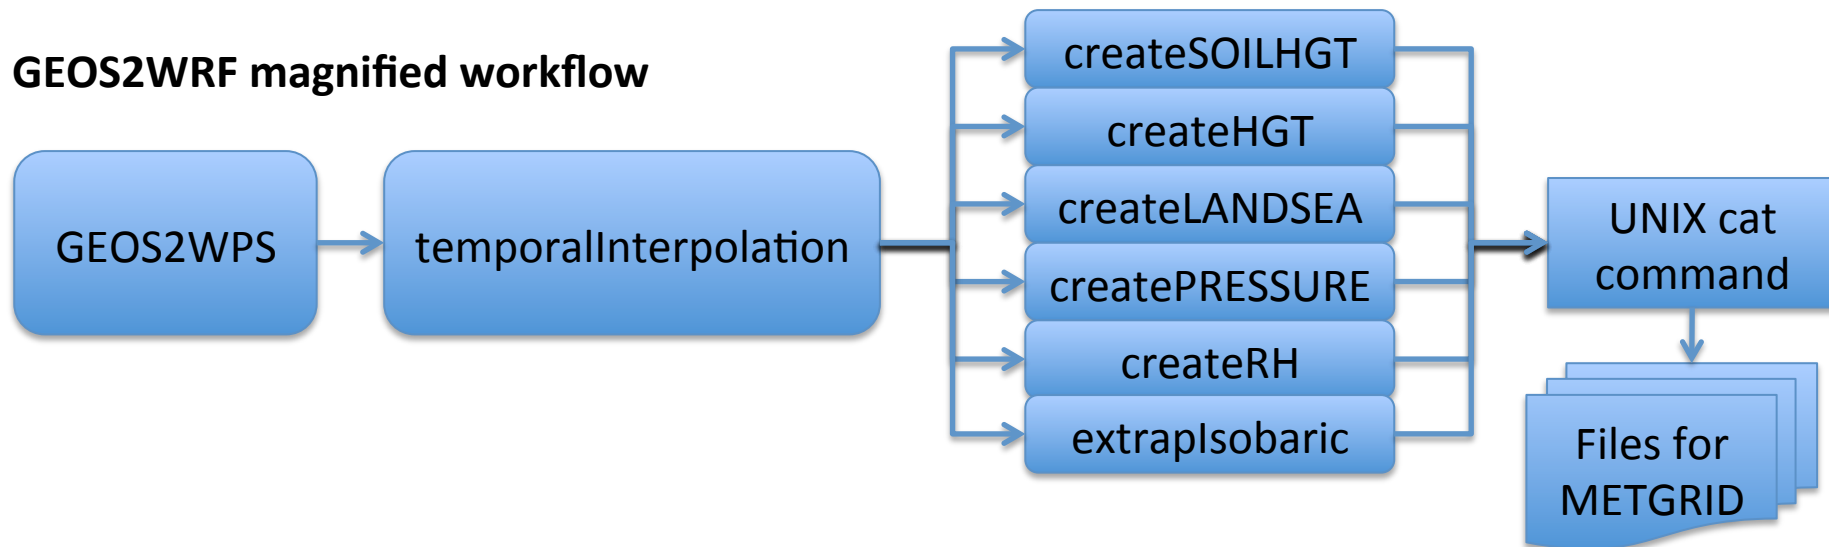 GEOS2WRF magnified workflow
GEOS2WPS
temporalInterpolation
createSOILHGT
createHGT
createLANDSEA
createPRESSURE
createRH
extrapIsobaric
UNIX cat
command
Files for
METGRID